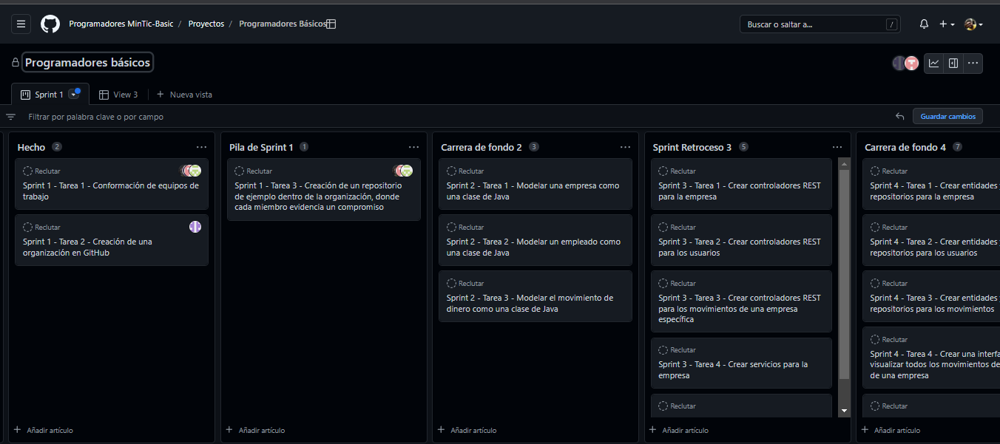 Programadores MinTic-Basic / Proyectos / Programadores Básicos
Buscar o saltar a...
/
Programadores básicos
Sprint 1
View 3
+ Nueva vista
Filtrar por palabra clave o por campo
Guardar cambios
Hecho 2
Reclutar
Sprint 1 - Tarea 1 - Conformación de equipos de
trabajo
Reclutar
Sprint 1 - Tarea 2 - Creación de una
organización en GitHub
+ Añadir artículo
Pila de Sprint 1 1
Reclutar
Sprint 1 - Tarea 3 - Creación de un repositorio
de ejemplo dentro de la organización, donde
cada miembro evidencia un compromiso
+ Añadir artículo
Carrera de fondo 2 3
Reclutar
Sprint 2 - Tarea 1 - Modelar una empresa como
una clase de Java
Reclutar
Sprint 2 - Tarea 2 - Modelar un empleado como
una clase de Java
Reclutar
Sprint 2 - Tarea 3 - Modelar el movimiento de
dinero como una clase de Java
+ Añadir artículo
Sprint Retroceso 3 5
Reclutar
Sprint 3 - Tarea 1 - Crear controladores REST
para la empresa
Reclutar
Sprint 3 - Tarea 2 - Crear controladores REST
para los usuarios
Reclutar
Sprint 3 - Tarea 3 - Crear controladores REST
para los movimientos de una empresa
específica
Reclutar
Sprint 3 - Tarea 4 - Crear servicios para la
empresa
Reclutar
+ Añadir artículo
Carrera de fondo 4 7
Reclutar
Sprint 4 - Tarea 1 - Crear entidades
repositorios para la empresa
Reclutar
Sprint 4 - Tarea 2 - Crear entidades
repositorios para los usuarios
Reclutar
Sprint 4 - Tarea 3 - Crear entidades
repositorios para los movimientos
Reclutar
Sprint 4 - Tarea 4 - Crear una interfa
visualizar todos los movimientos de
de una empresa
Reclutar
+ Añadir artículo